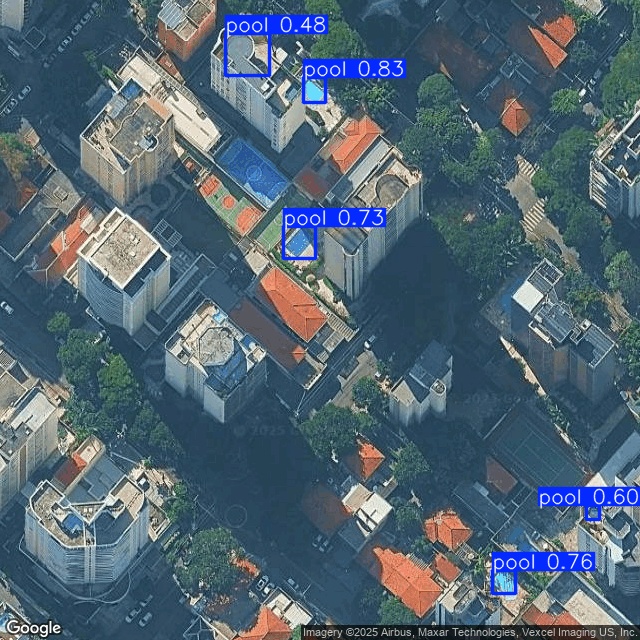 pool 0.48
pool 0.83
pool 0.73
pool 0.60
pool 0.76
Google
Imagery ©2025 Airbus, Maxar Technologies, Vexcel Imaging US, Inc.